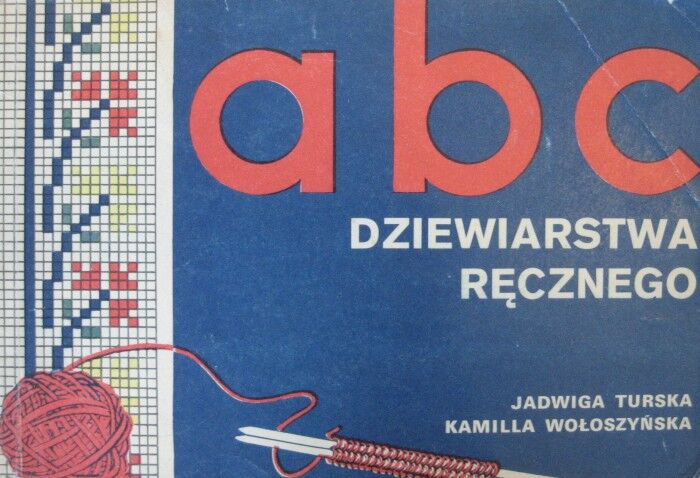 abc
DZIEWIARSTWA
RĘCZNEGO
JADWIGA TURSKA
KAMILLA WOŁOSZYŃSKA